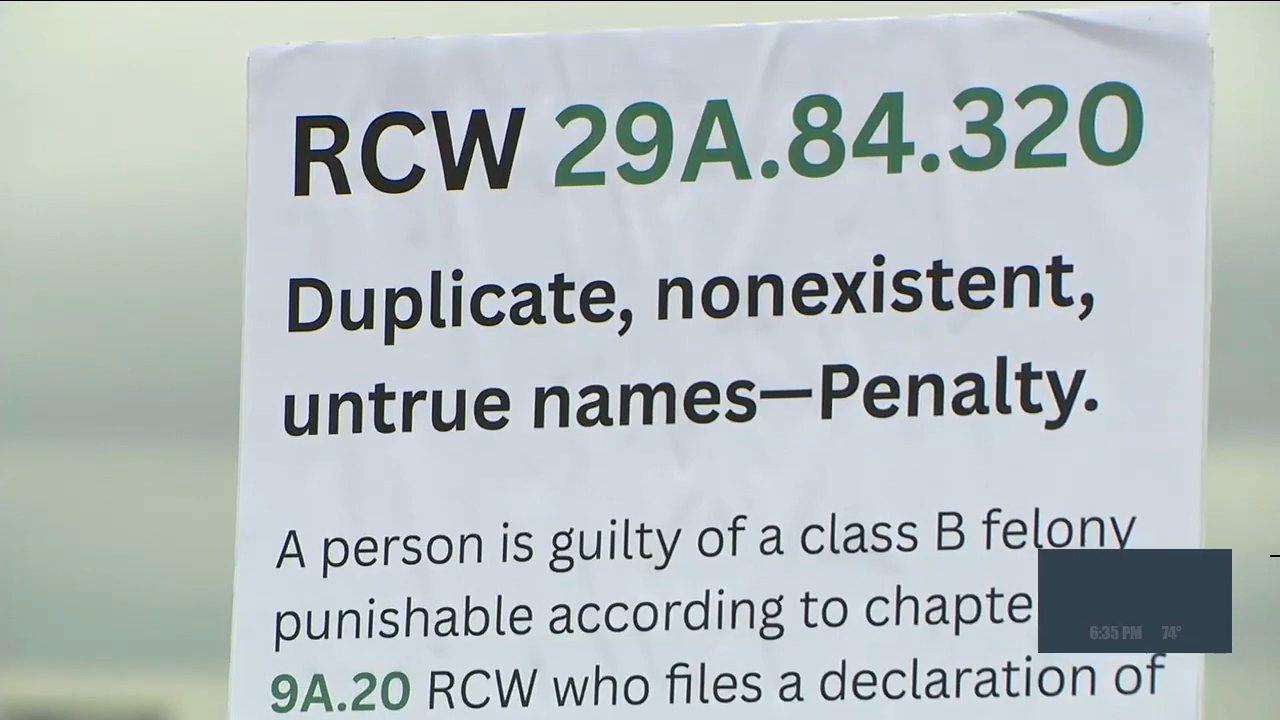 RCW 29A.84.320
Duplicate, nonexistent,
untrue names—Penalty.
A person is guilty of a class B felony
punishable according to chapte
9A.20 RCW who files a declaration of
6:35 PM 74°